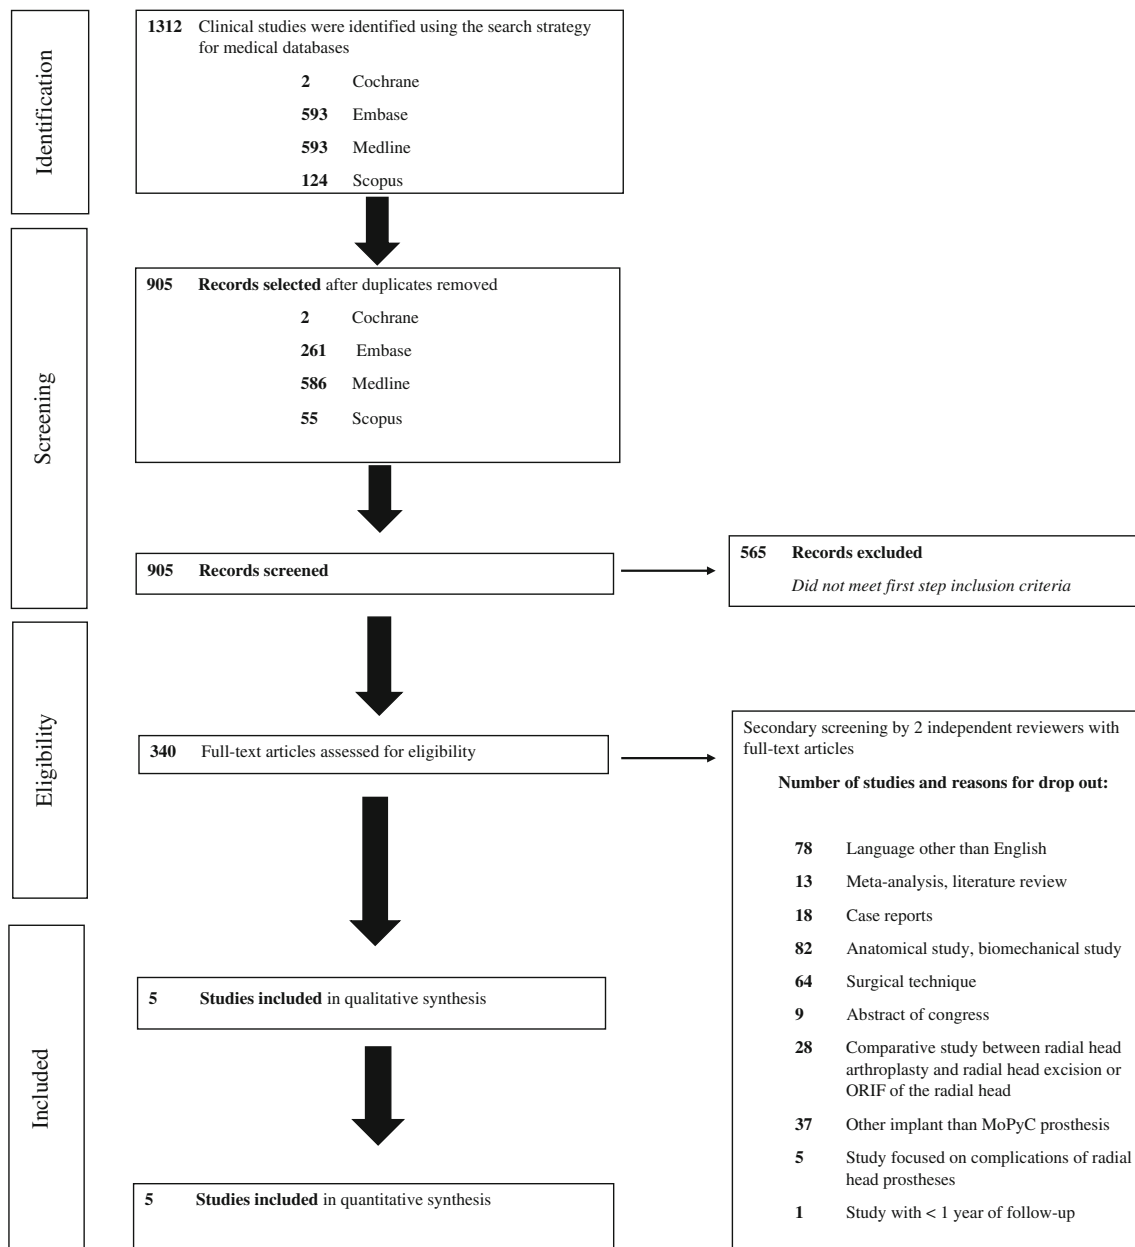 Identification
1312 Clinical studies were identified using the search strategy
for medical databases
2 Cochrane
593 Embase
593 Medline
124 Scopus
Screening
905 Records selected after duplicates removed
2 Cochrane
261 Embase
586 Medline
55 Scopus
905 Records screened
565 Records excluded
Did not meet first step inclusion criteria
Eligibility
340 Full-text articles assessed for eligibility
Secondary screening by 2 independent reviewers with
full-text articles
Number of studies and reasons for drop out:
78 Language other than English
13 Meta-analysis, literature review
18 Case reports
82 Anatomical study, biomechanical study
64 Surgical technique
9 Abstract of congress
28 Comparative study between radial head
arthroplasty and radial head excision or
ORIF of the radial head
37 Other implant than MoPyC prosthesis
5 Study focused on complications of radial
head prostheses
1 Study with < 1 year of follow-up
Included
5 Studies included in qualitative synthesis
5 Studies included in quantitative synthesis